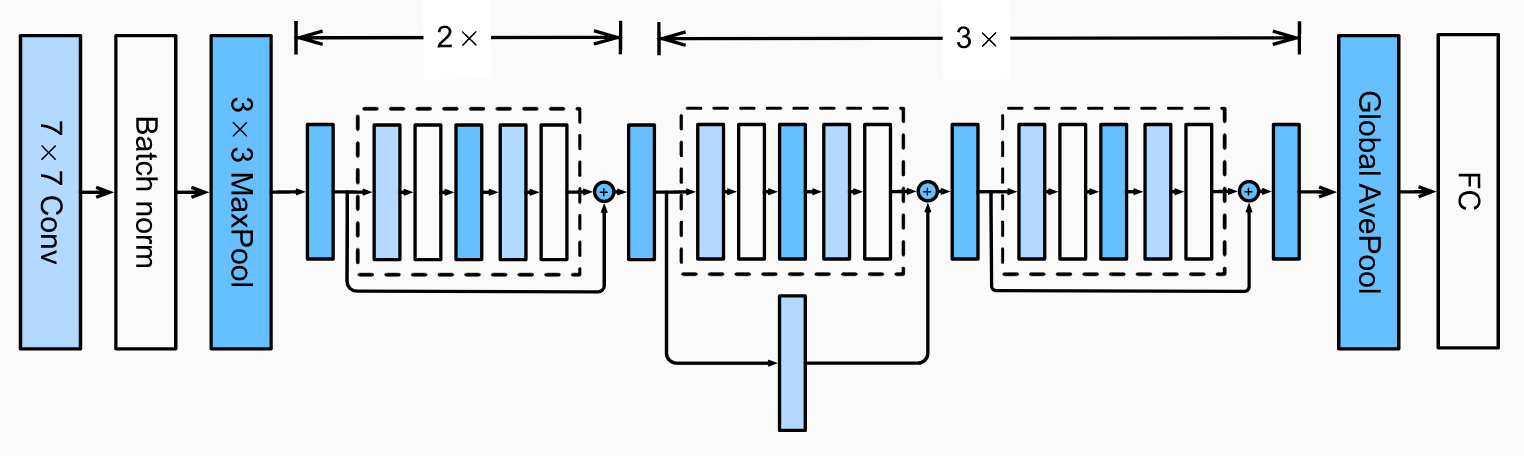 7 × 7 Conv
Batch norm
3 × 3 MaxPool
2 ×
+
3 ×
+
+
Global AvePool
FC